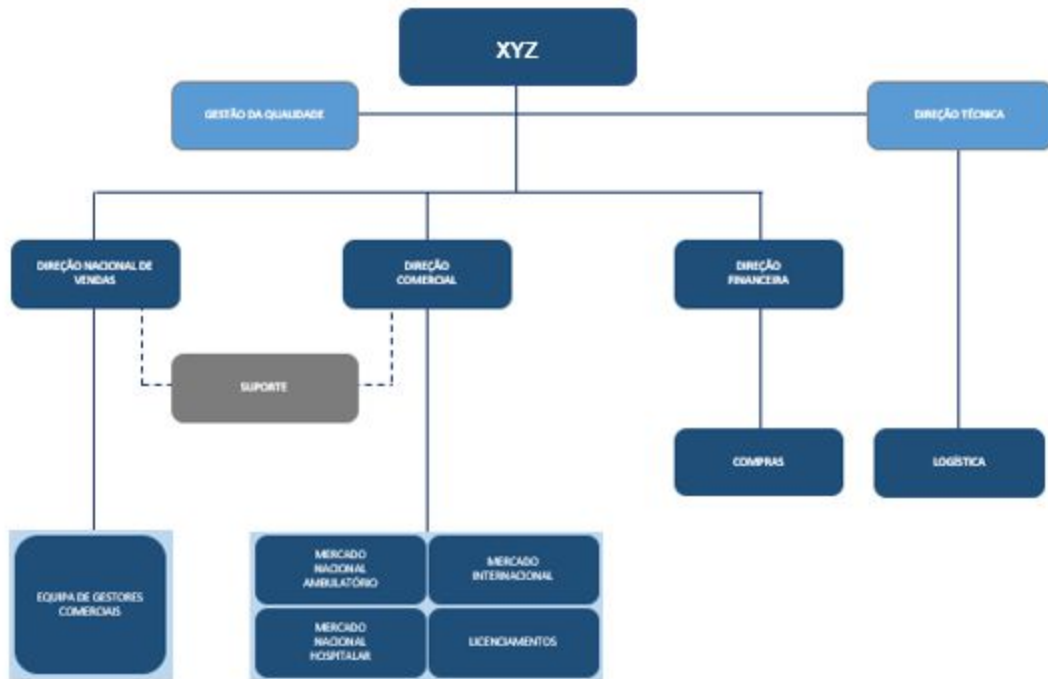 XYZ
GESTÃO DA QUALIDADE
DIREÇÃO TÉCNICA
DIREÇÃO NACIONAL DE
VENDAS
DIREÇÃO
COMERCIAL
DIREÇÃO
FINANCEIRA
SUPORTE
COMPRAS
LOGÍSTICA
EQUIPA DE GESTORES
COMERCIAIS
MERCADO
NACIONAL
AMBULATÓRIO
MERCADO
INTERNACIONAL
MERCADO
NACIONAL
HOSPITALAR
LICENCIAMENTOS